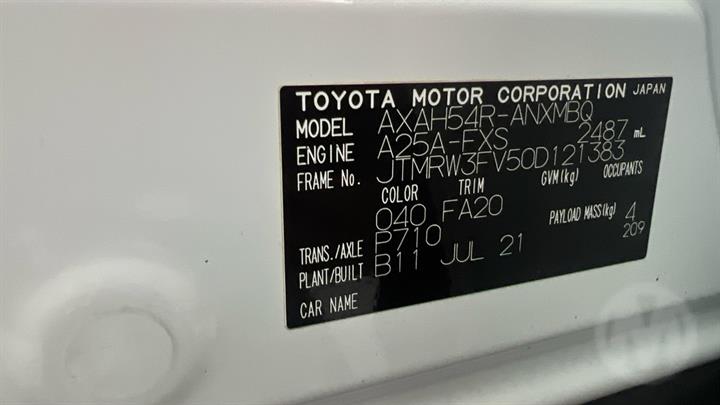 TOYOTA MOTOR CORPORATION JAPAN
MODEL AXAH54R-ANXMBQ
ENGINE A25A-FXS 2487 mL
FRAME No. JTMRW3FV50D121383
COLOR TRIM GVM(kg) OCCUPANTS
040 FA20 PAYLOAD MASS(kg) 4
TRANS./AXLE P710 209
PLANT/BUILT B11 JUL 21
CAR NAME